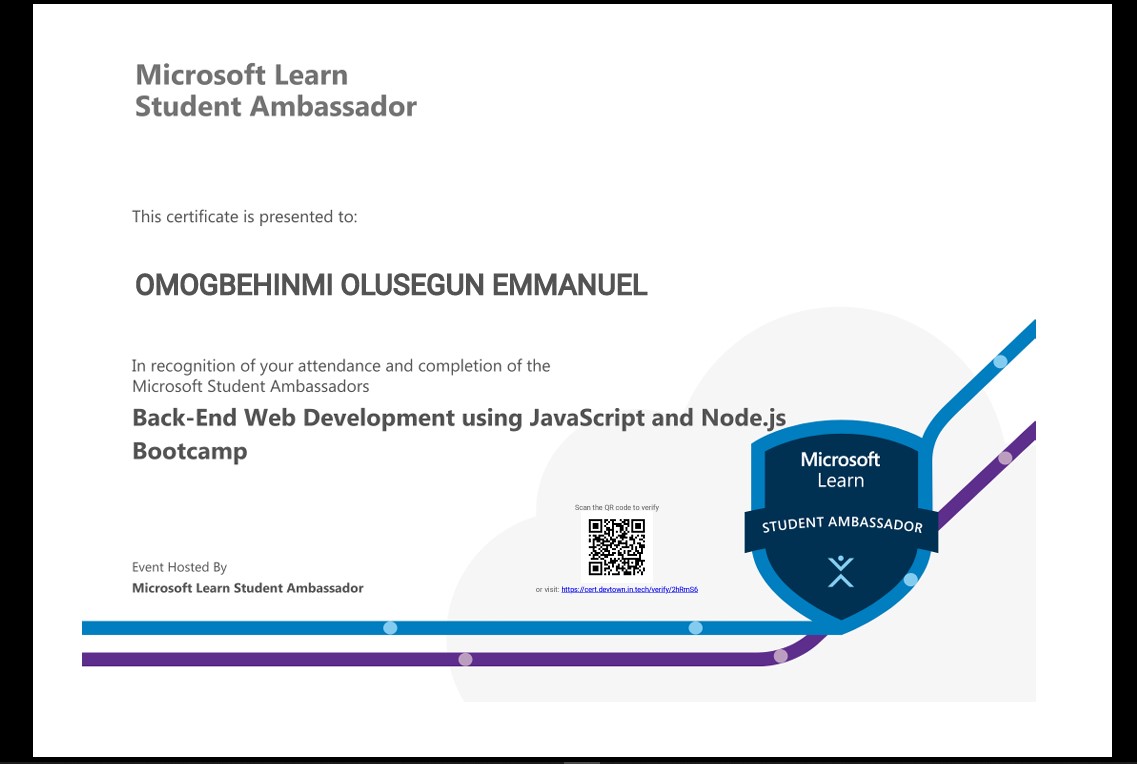 Microsoft Learn
Student Ambassador
This certificate is presented to:
OMOGBEHINMI OLUSEGUN EMMANUEL
In recognition of your attendance and completion of the
Microsoft Student Ambassadors
Back-End Web Development using JavaScript and Node.js
Bootcamp
Microsoft
Learn
STUDENT AMBASSADOR
Scan the QR code to verify
or visit: https://cert.devtown.in.tech/verify/2hRmS6
Event Hosted By
Microsoft Learn Student Ambassador